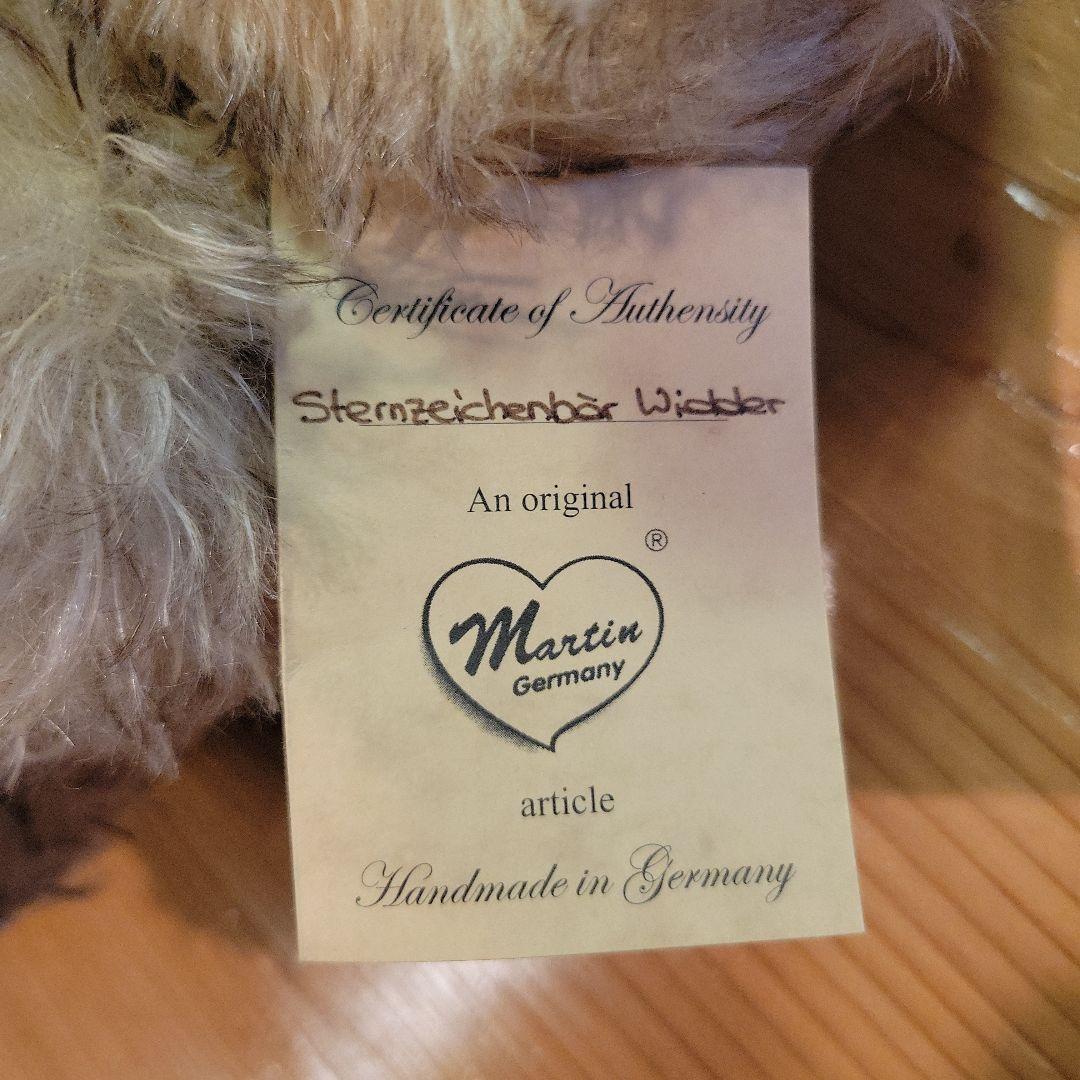 Certificate of Authensity
Sternzeichenbär Widder
An original
®
Martin
Germany
article
Handmade in Germany